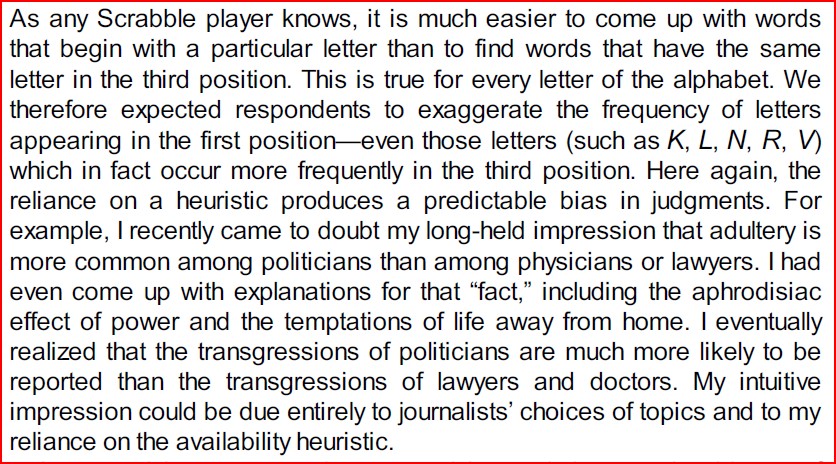 As any Scrabble player knows, it is much easier to come up with words
that begin with a particular letter than to find words that have the same
letter in the third position. This is true for every letter of the alphabet. We
therefore expected respondents to exaggerate the frequency of letters
appearing in the first position—even those letters (such as K, L, N, R, V)
which in fact occur more frequently in the third position. Here again, the
reliance on a heuristic produces a predictable bias in judgments. For
example, I recently came to doubt my long-held impression that adultery is
more common among politicians than among physicians or lawyers. I had
even come up with explanations for that “fact,” including the aphrodisiac
effect of power and the temptations of life away from home. I eventually
realized that the transgressions of politicians are much more likely to be
reported than the transgressions of lawyers and doctors. My intuitive
impression could be due entirely to journalists’ choices of topics and to my
reliance on the availability heuristic.